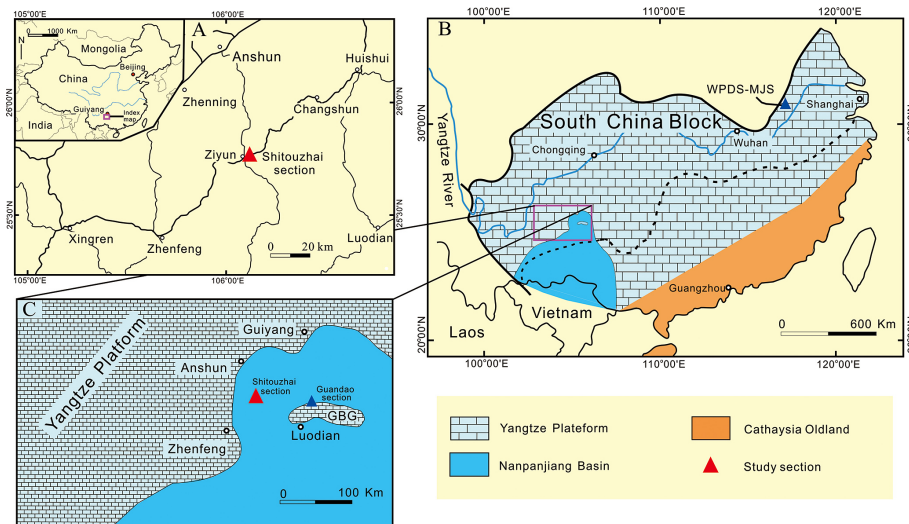 105°00'E
106°00'E
A
N
0 1000 Km
Mongolia
Beijing
China
Guiyang
Index
map
India
Anshun
Huishui
Zhenning
Changshun
Ziyun
Shitouzhai
section
26°00'N
26°00'N
25°30'N
25°30'N
Xingren
Zhenfeng
Luodian
0 20 km
105°00'E
106°00'E
100°00'E
110°00'E
120°00'E
B
WPDS-MJS
Shanghai
30°00'N
South China Block
Wuhan
Chongqing
Yangtze River
Guangzhou
Vietnam
Laos
20°00'N
0 600 Km
100°00'E
110°00'E
120°00'E
C
Yangtze Platform
Guiyang
Anshun
Shitouzhai
section
Guandao
section
GBG
Luodian
Zhenfeng
0 100 Km
Yangtze Plateform
Cathaysia Oldland
Nanpanjiang Basin
Study section